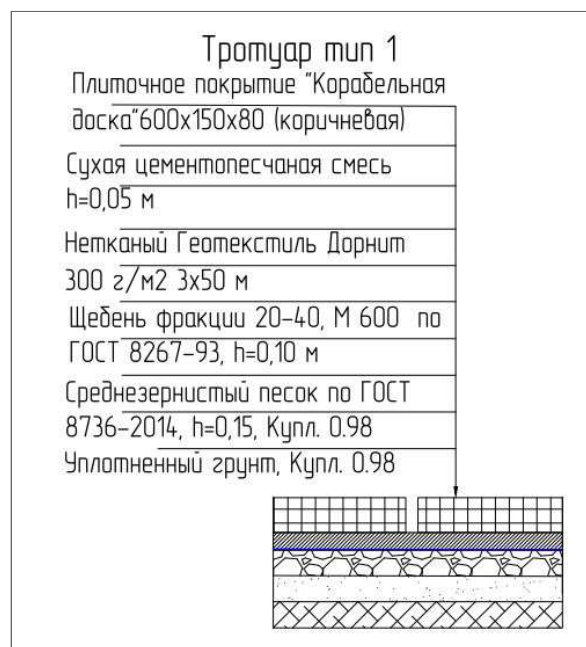 Тротуар тип 1
Плиточное покрытие "Корабельная
доска"600х150х80 (коричневая)
Сухая цементопесчаная смесь
h=0,05 м
Нетканый Геотекстиль Дорнит
300 г/м2 3х50 м
Щебень фракции 20-40, М 600 по
ГОСТ 8267-93, h=0,10 м
Среднезернистый песок по ГОСТ
8736-2014, h=0,15, Купл. 0.98
Уплотненный грунт, Купл. 0.98